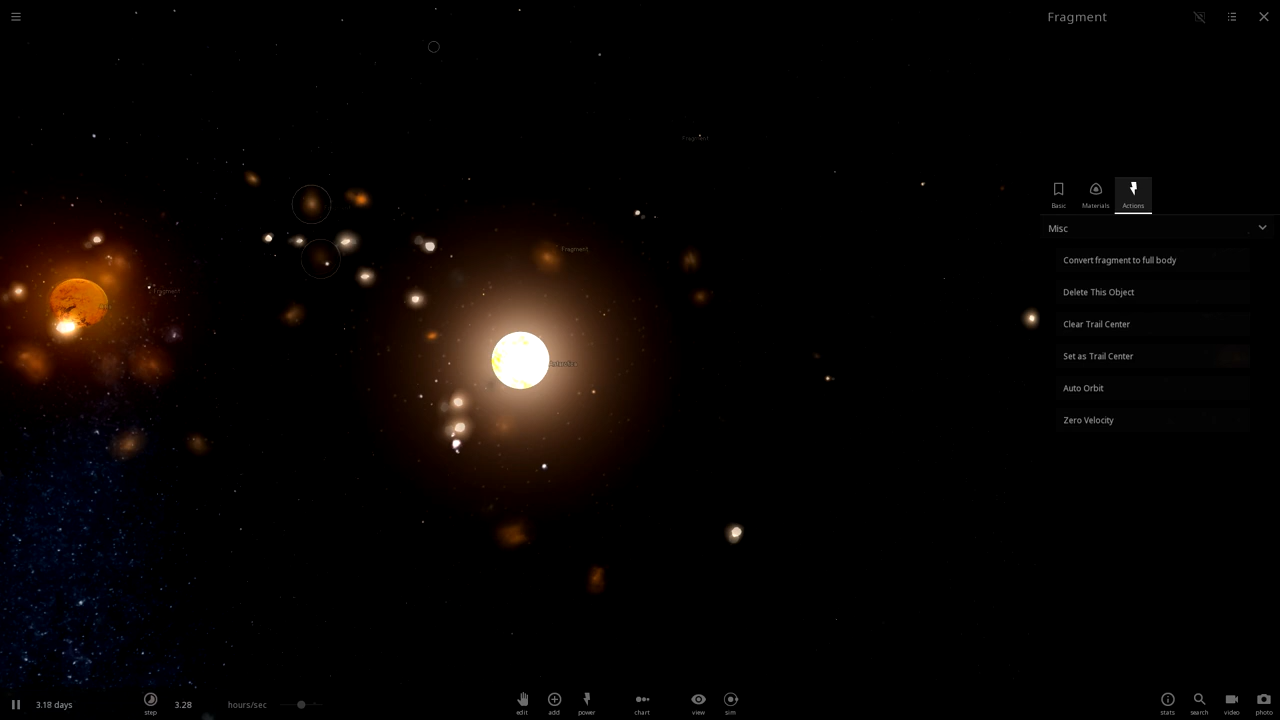 Fragment
Fragment
Fragment
Fragment
Basic
Materials
Actions
Misc
Convert fragment to full body
Delete This Object
Clear Trail Center
Set as Trail Center
Auto Orbit
Zero Velocity
3.18 days
step
3.28
hours/sec
edit
add
power
chart
view
sim
stats
search
video
photo